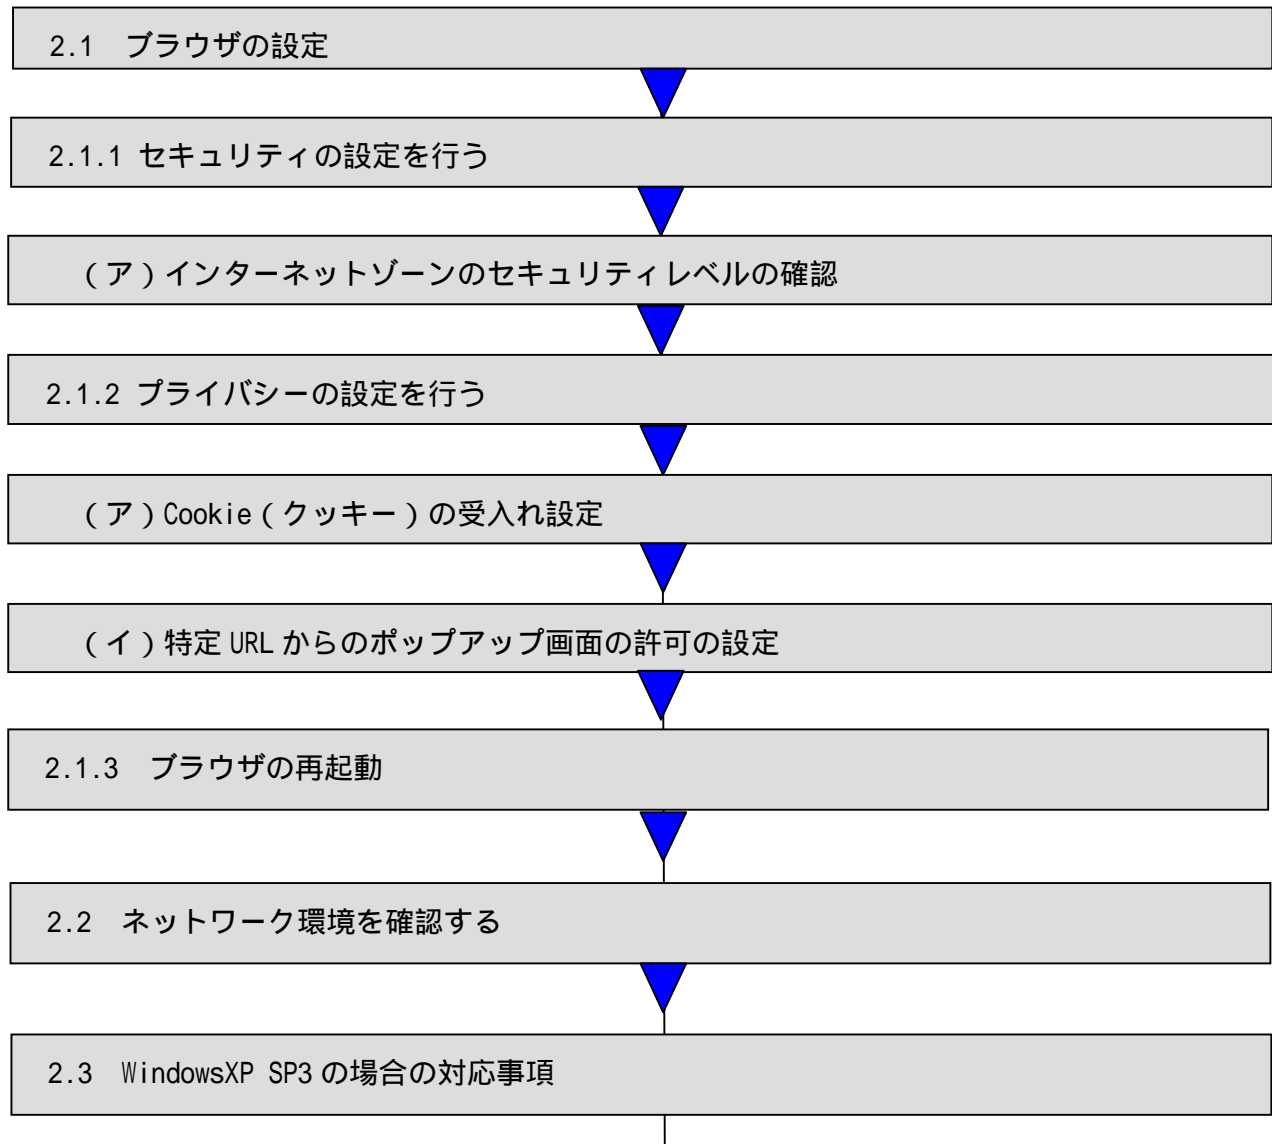 2.1　ブラウザの設定
2.1.1 セキュリティの設定を行う
（ア）インターネットゾーンのセキュリティレベルの確認
2.1.2 プライバシーの設定を行う
（ア）Cookie（クッキー）の受入れ設定
（イ）特定 URL からのポップアップ画面の許可の設定
2.1.3　ブラウザの再起動
2.2　ネットワーク環境を確認する
2.3　WindowsXP SP3 の場合の対応事項